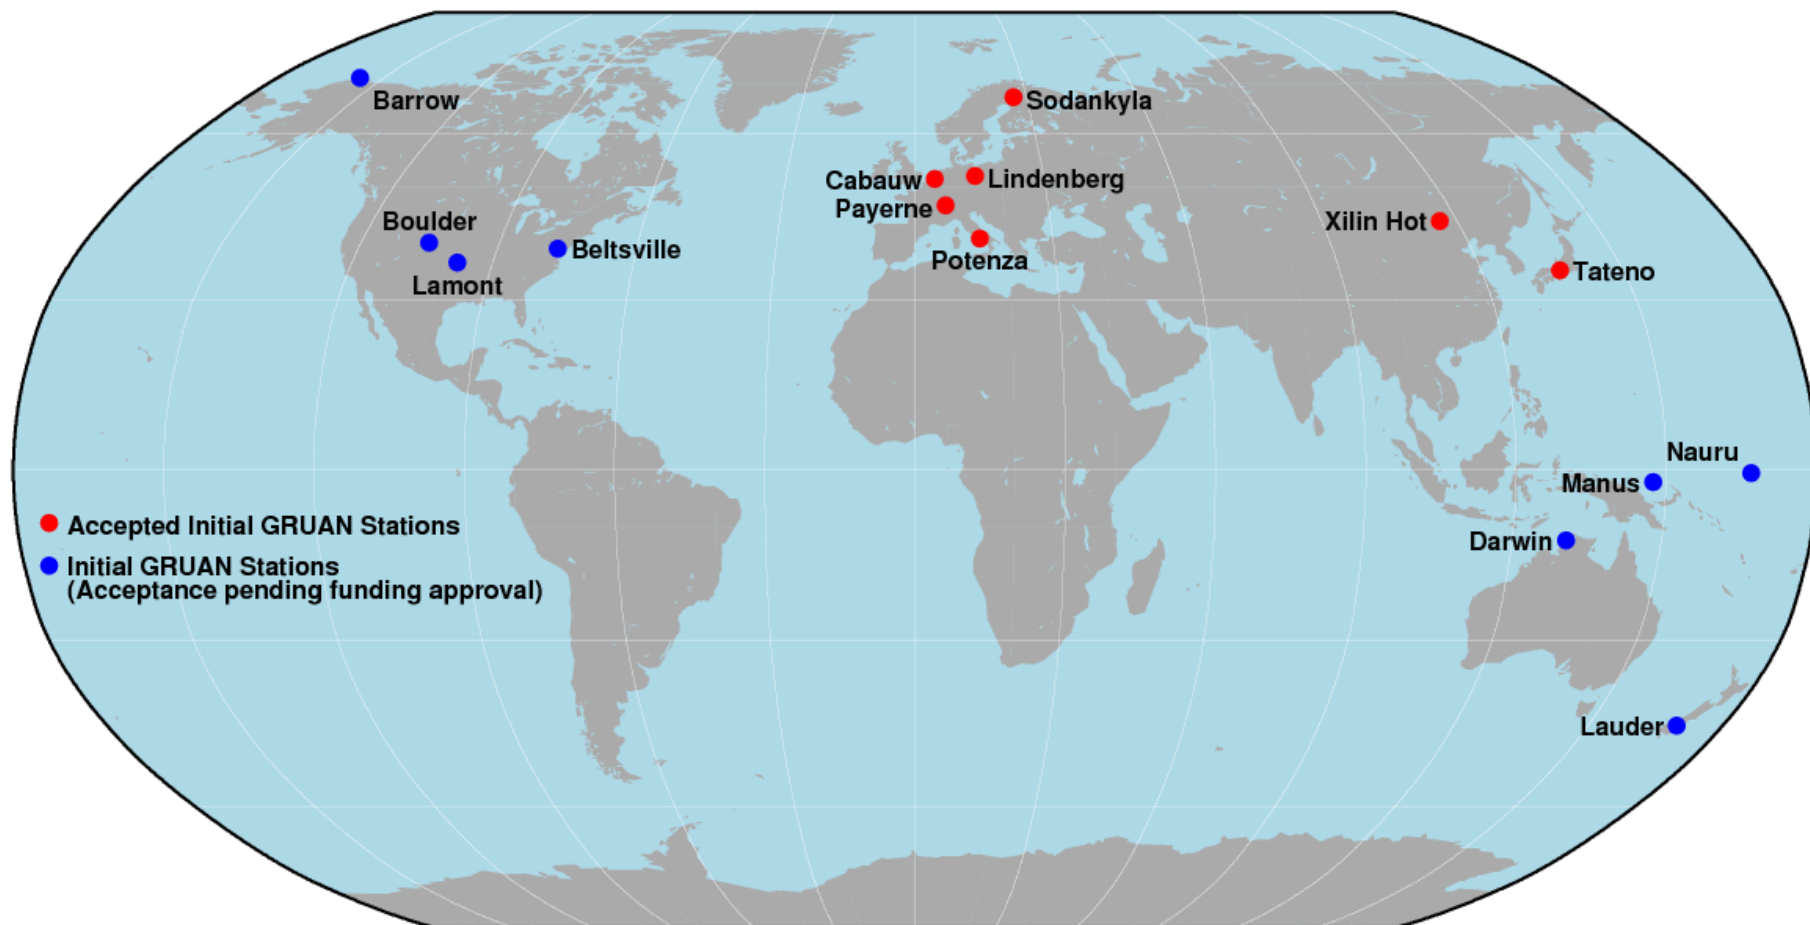 Barrow
Sodankyla
Cabauw
Lindenberg
Payerne
Boulder
Xilin Hot
Beltsville
Potenza
Tateno
Lamont
Nauru
Manus
Accepted Initial GRUAN Stations
Darwin
Initial GRUAN Stations
(Acceptance pending funding approval)
Lauder